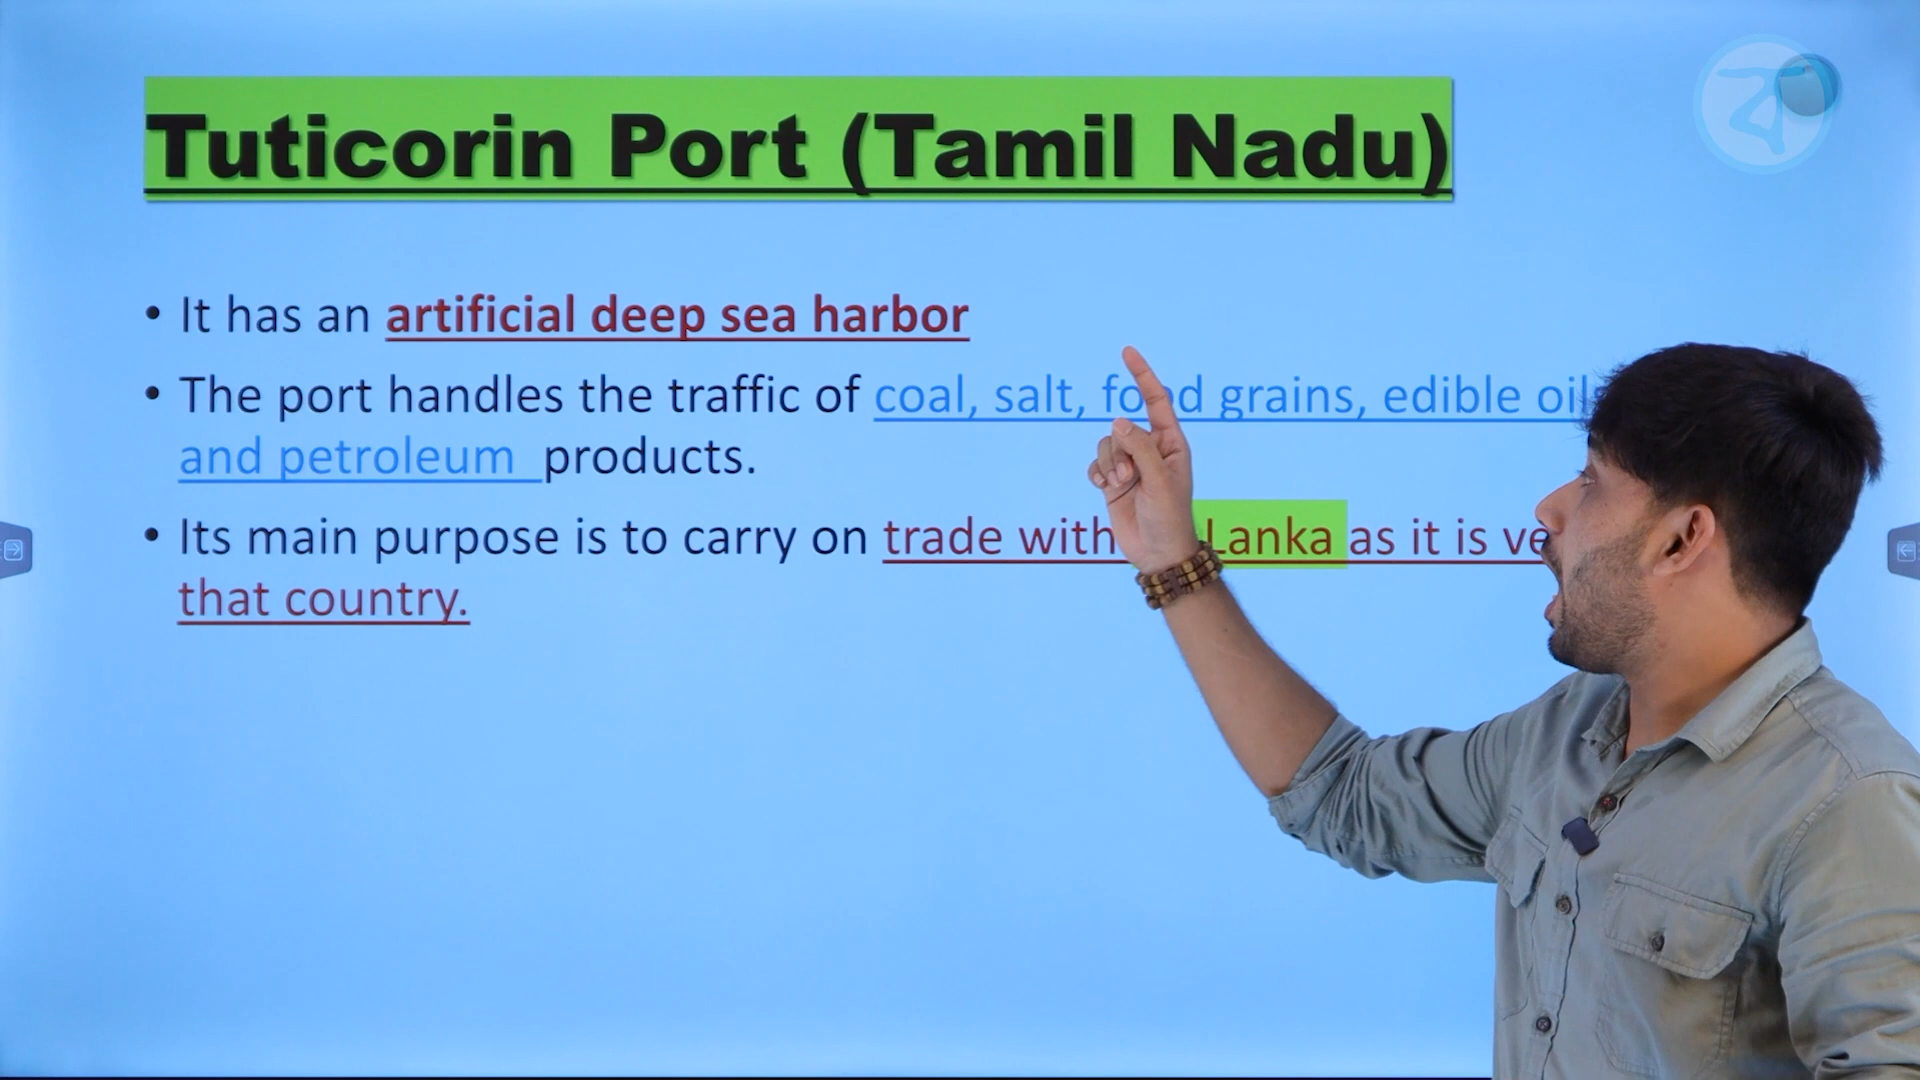 Tuticorin Port (Tamil Nadu)
• It has an artificial deep sea harbor
• The port handles the traffic of coal, salt, food grains, edible oils
and petroleum products.
• Its main purpose is to carry on trade with Lanka as it is
that country.
ক